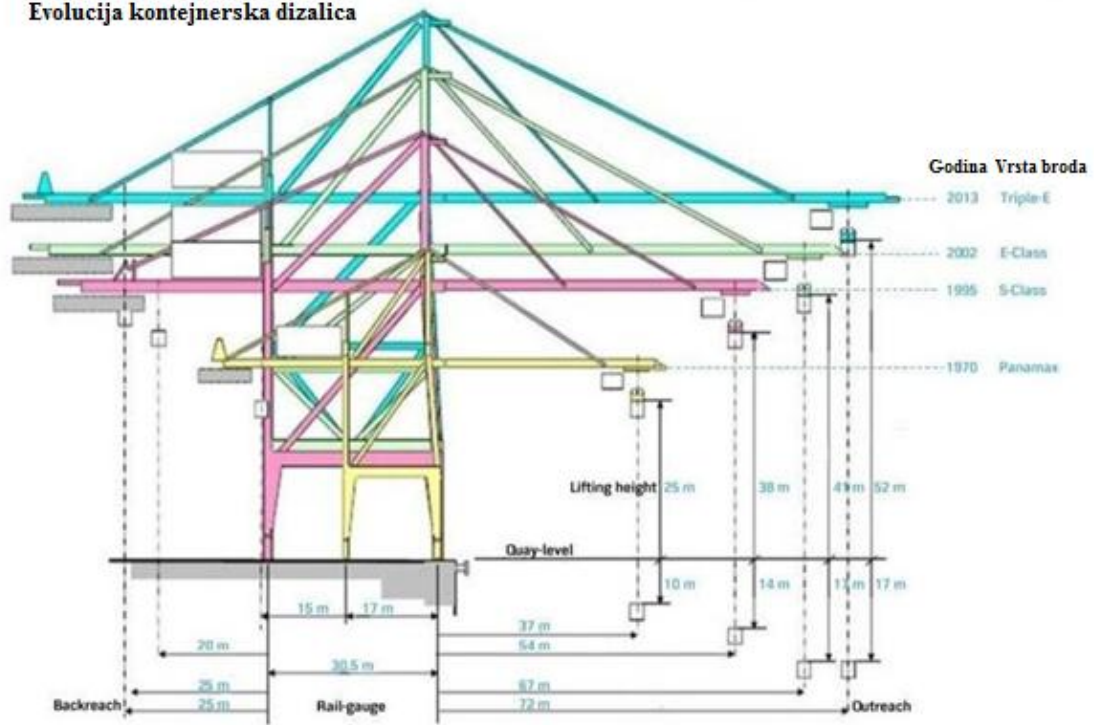 Evolucija kontejnerska dizalica
Godina Vrsta broda
2013 Triple-E
2002 E-Class
1995 S-Class
1970 Panamax
Lifting height 25 m 38 m 41 m 52 m
Quay-level
10 m 14 m 17 m 17 m
15 m 17 m
37 m
20 m 54 m
30.5 m
25 m 67 m
Backreach 25 m Rail-gauge 72 m Outreach